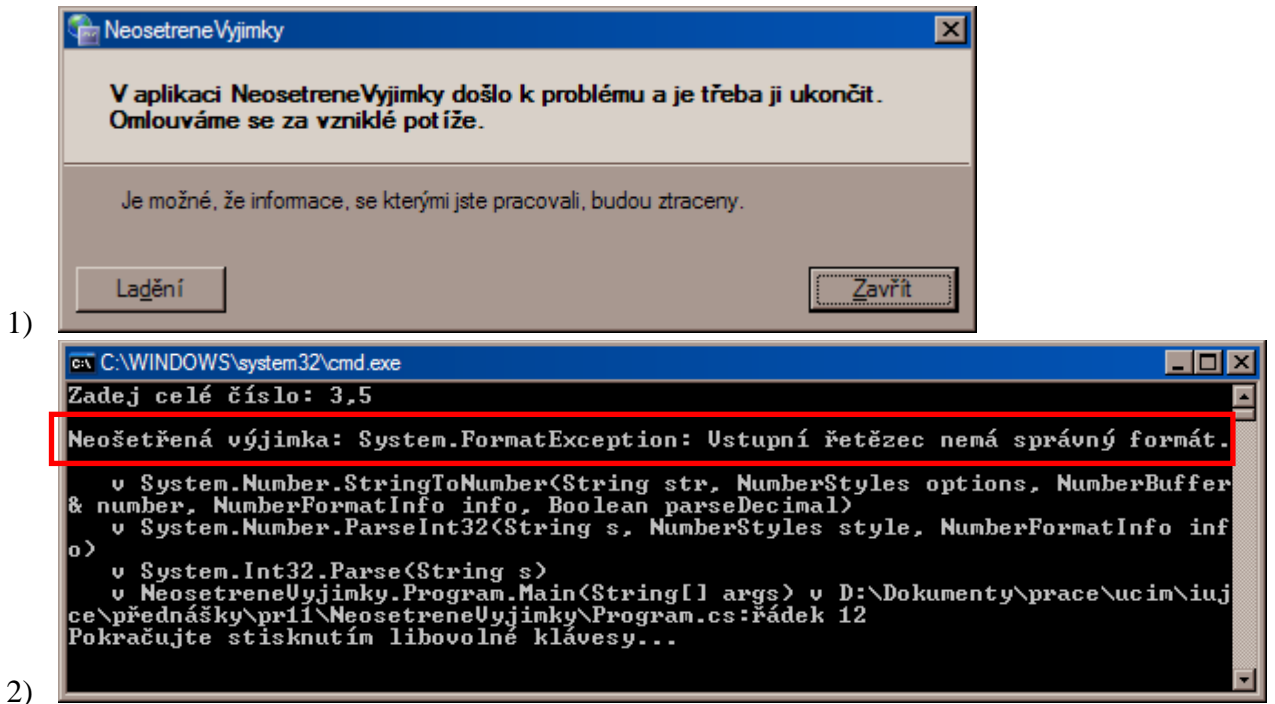 NeosetreneVyjimky
V aplikaci NeosetreneVyjimky došlo k problému a je třeba ji ukončit.
Omlouváme se za vzniklé potíže.
Je možné, že informace, se kterými jste pracovali, budou ztraceny.
Ladění
Zavřít
1)
C:\WINDOWS\system32\cmd.exe
Zadej celé číslo: 3,5
Neošetřená výjimka: System.FormatException: Vstupní řetězec nemá správný formát.
v System.Number.StringToNumber(String str, NumberStyles options, NumberBuffer
& number, NumberFormatInfo info, Boolean parseDecimal)
v System.Number.ParseInt32(String s, NumberStyles style, NumberFormatInfo inf
o)
v System.Int32.Parse(String s)
v NeosetreneVyjimky.Program.Main(String[] args) v D:\Dokumenty\prace\ucim\iuj
ce\přednášky\pr11\NeosetreneVyjimky\Program.cs:řádek 12
Pokračujte stisknutím libovolné klávesy...
2)